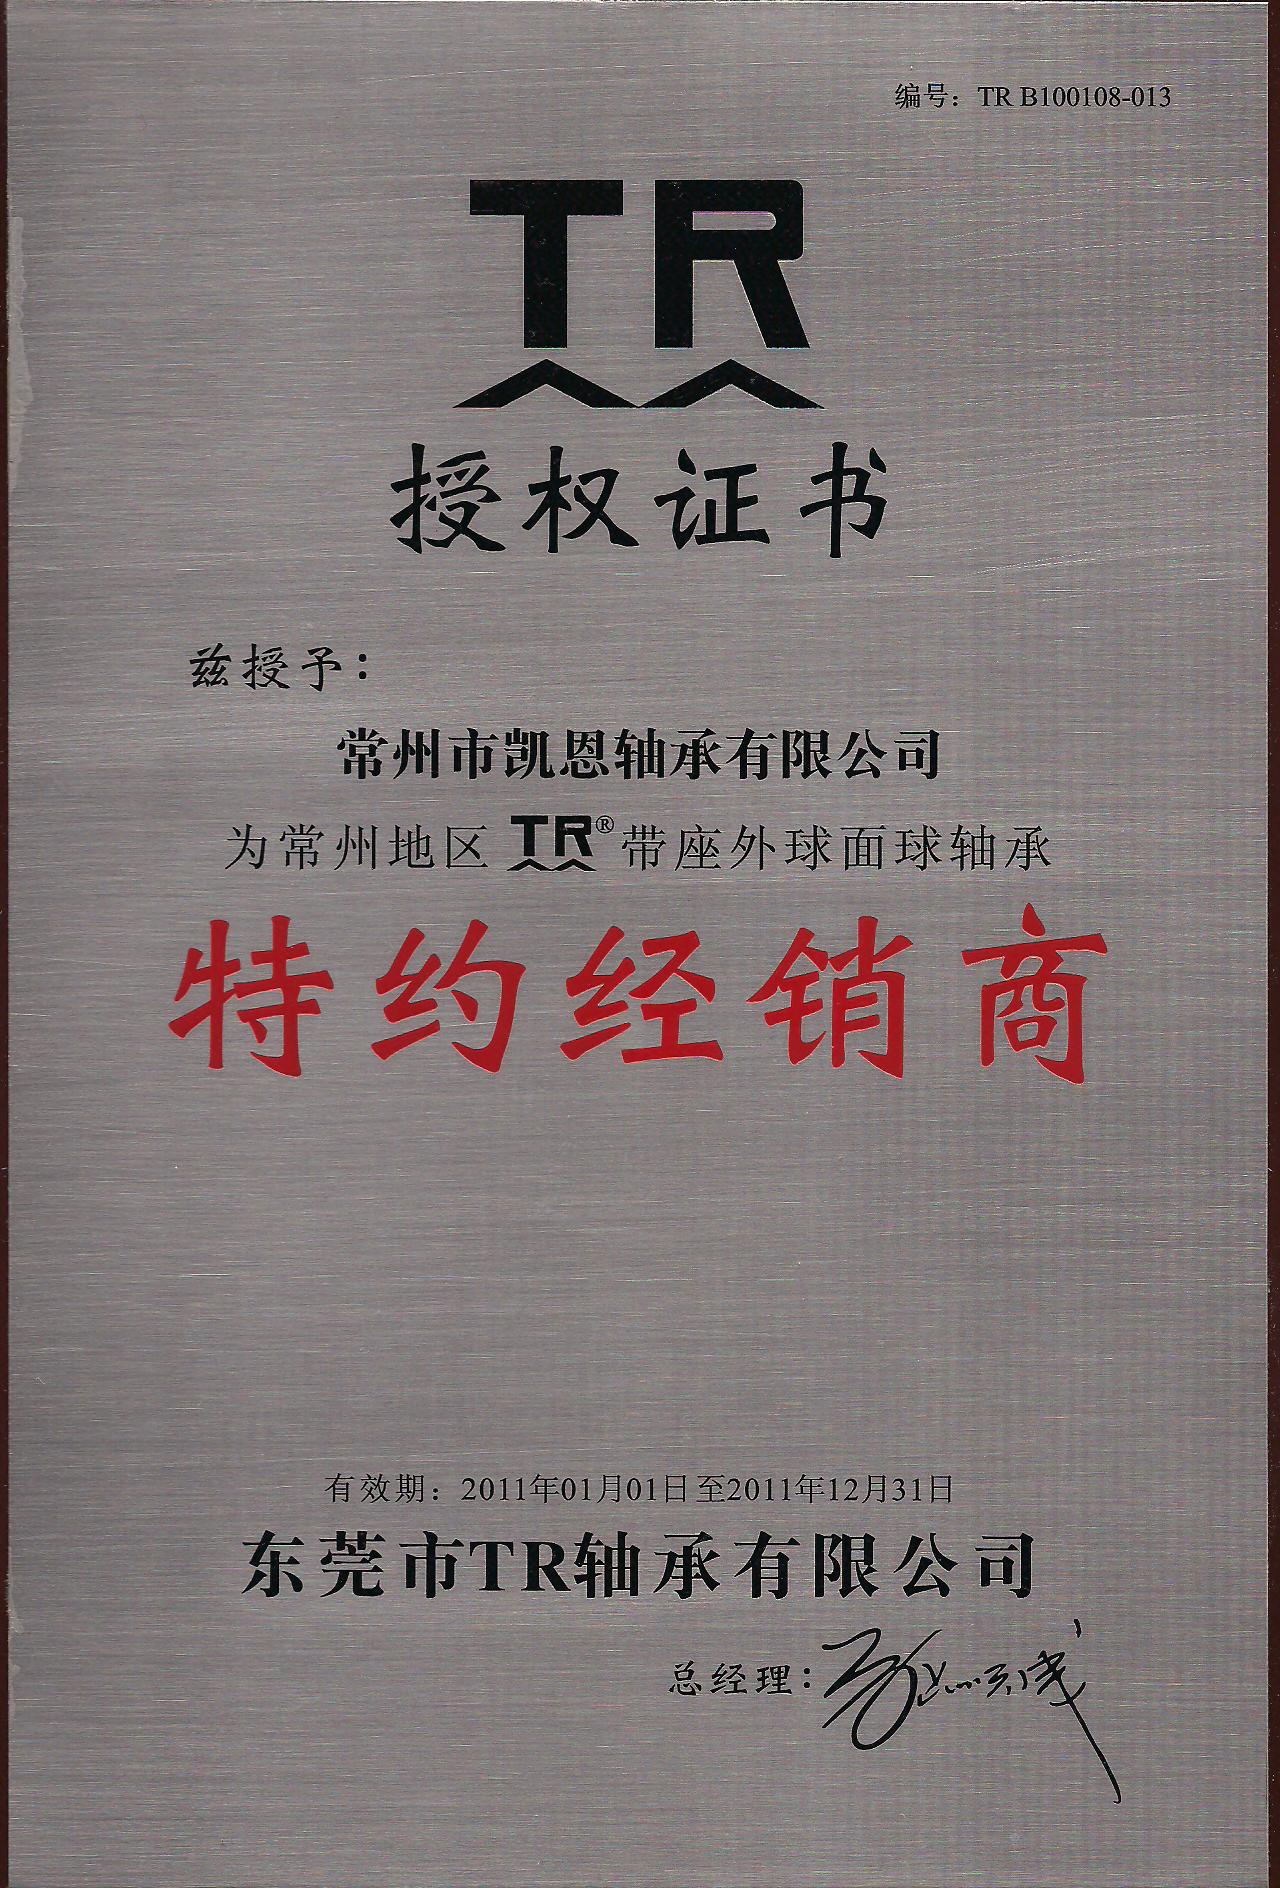 编号：TR B100108-013
TR
授权证书
兹授予：
常州市凯恩轴承有限公司
为常州地区 TR® 带座外球面球轴承
特约经销商
有效期：2011年01月01日至2011年12月31日
东莞市TR轴承有限公司
总经理：